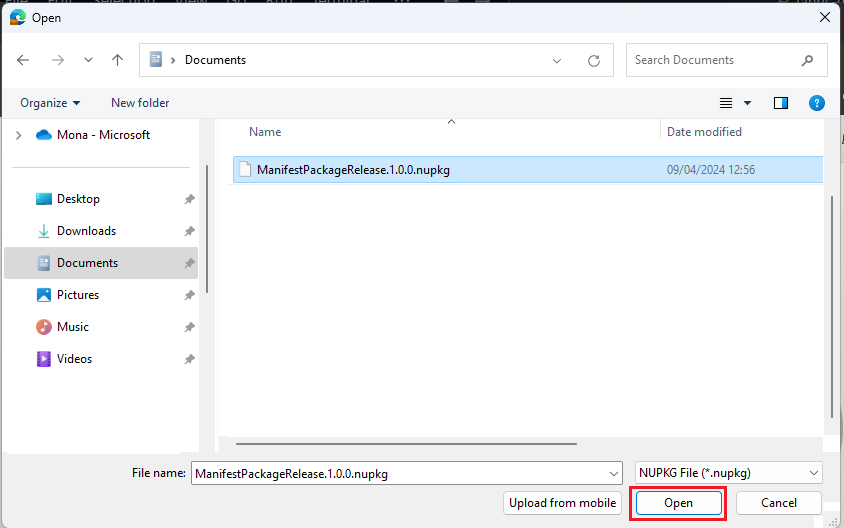 Open
Documents
Search Documents
Organize
New folder
Mona - Microsoft
Name
Date modified
ManifestPackageRelease.1.0.0.nupkg
09/04/2024 12:56
Desktop
Downloads
Documents
Pictures
Music
Videos
File name:
ManifestPackageRelease.1.0.0.nupkg
NUPKG File (*.nupkg)
Upload from mobile
Open
Cancel